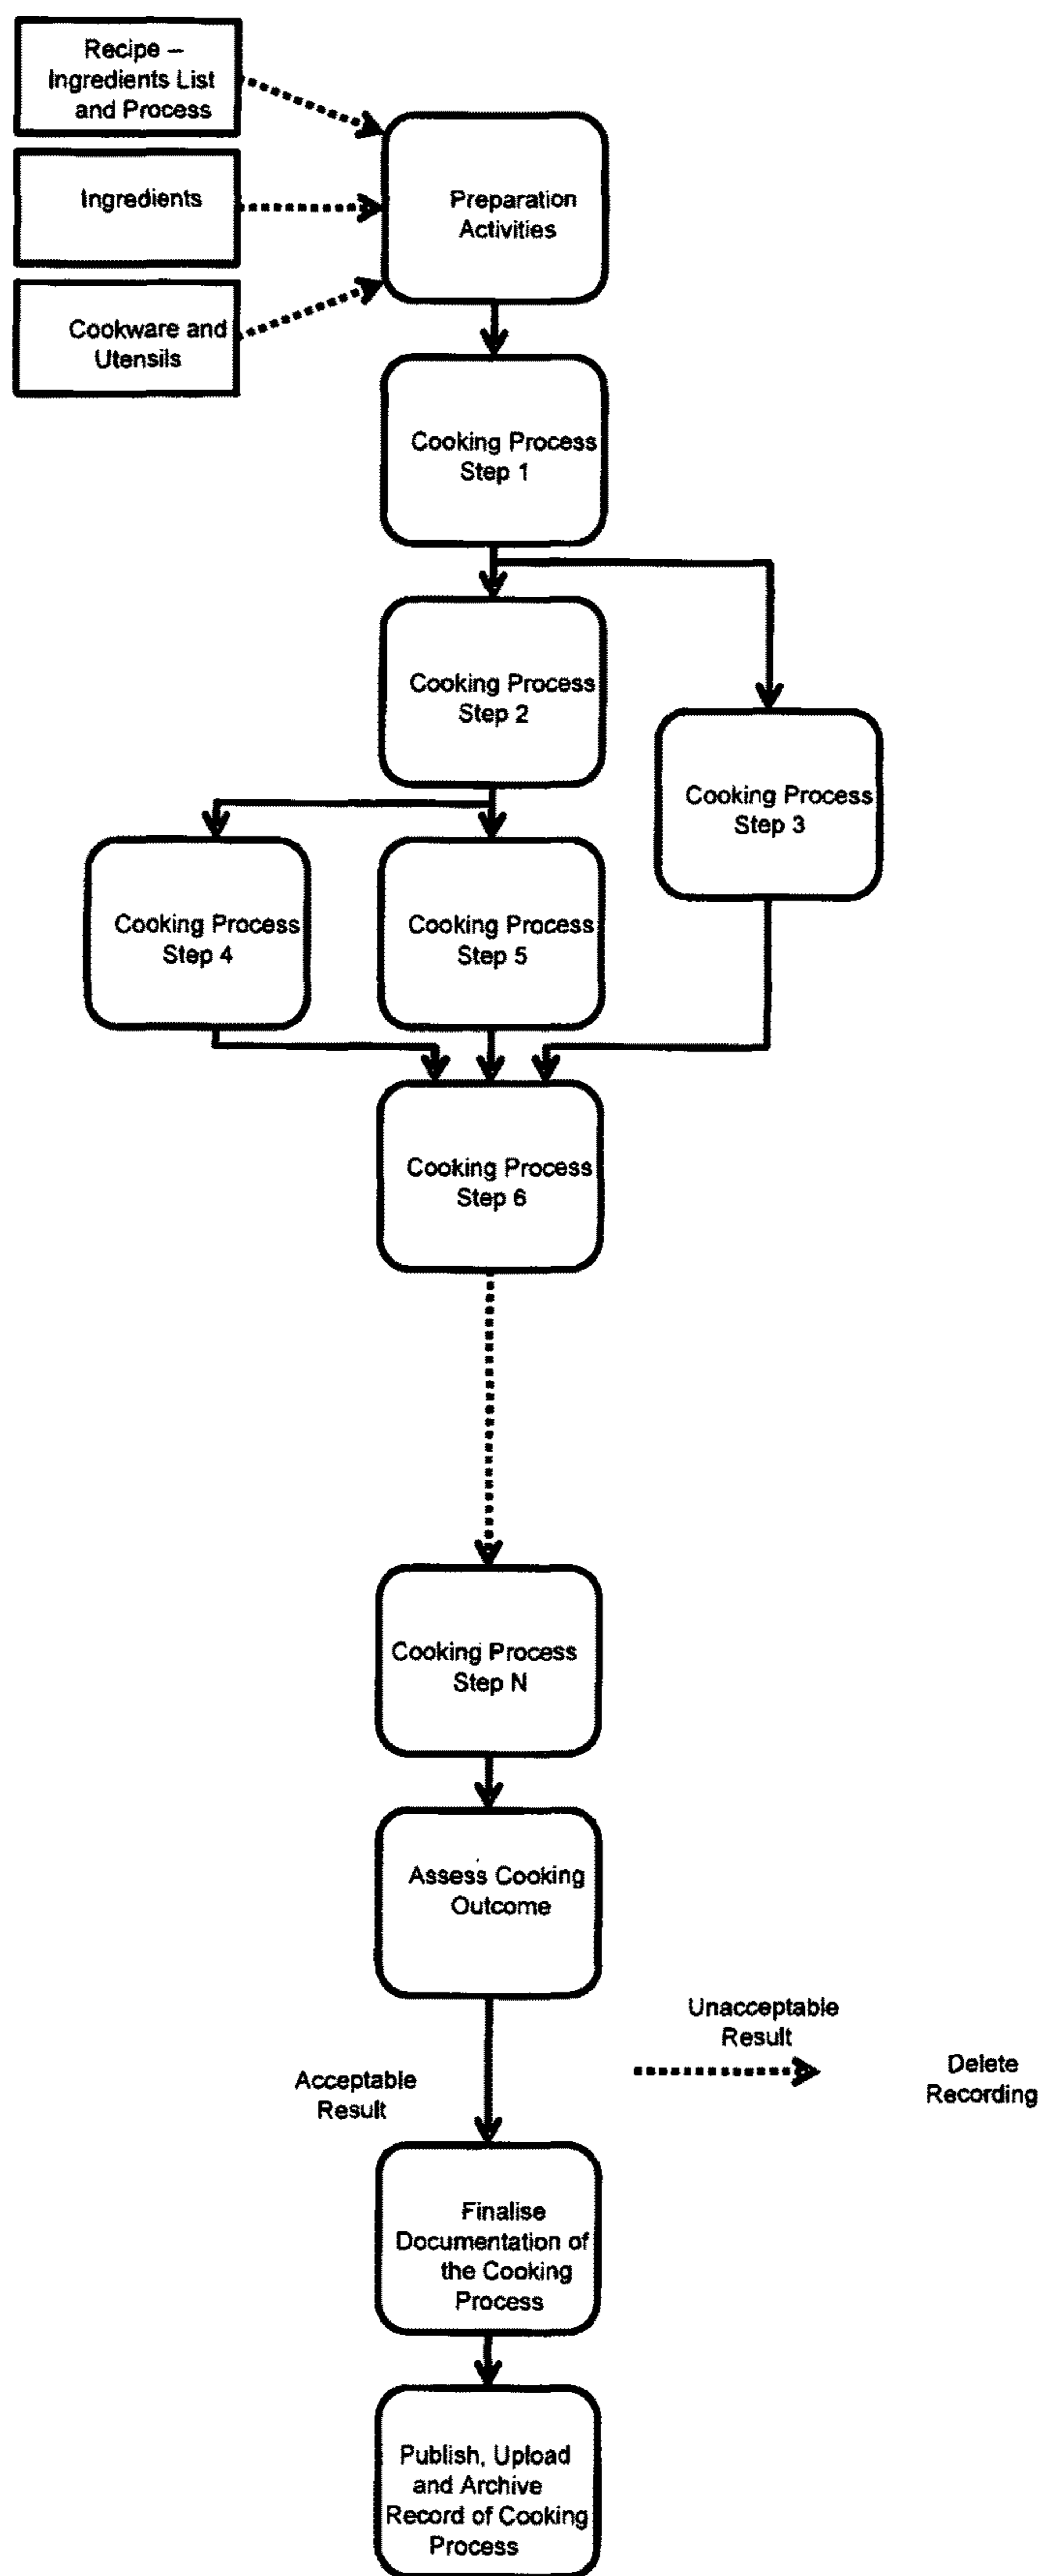 Recipe –
Ingredients List
and Process
Ingredients
Cookware and
Utensils
Preparation
Activities
Cooking Process
Step 1
Cooking Process
Step 2
Cooking Process
Step 3
Cooking Process
Step 4
Cooking Process
Step 5
Cooking Process
Step 6
Cooking Process
Step N
Assess Cooking
Outcome
Unacceptable
Result
Delete
Recording
Acceptable
Result
Finalise
Documentation of
the Cooking
Process
Publish, Upload
and Archive
Record of Cooking
Process